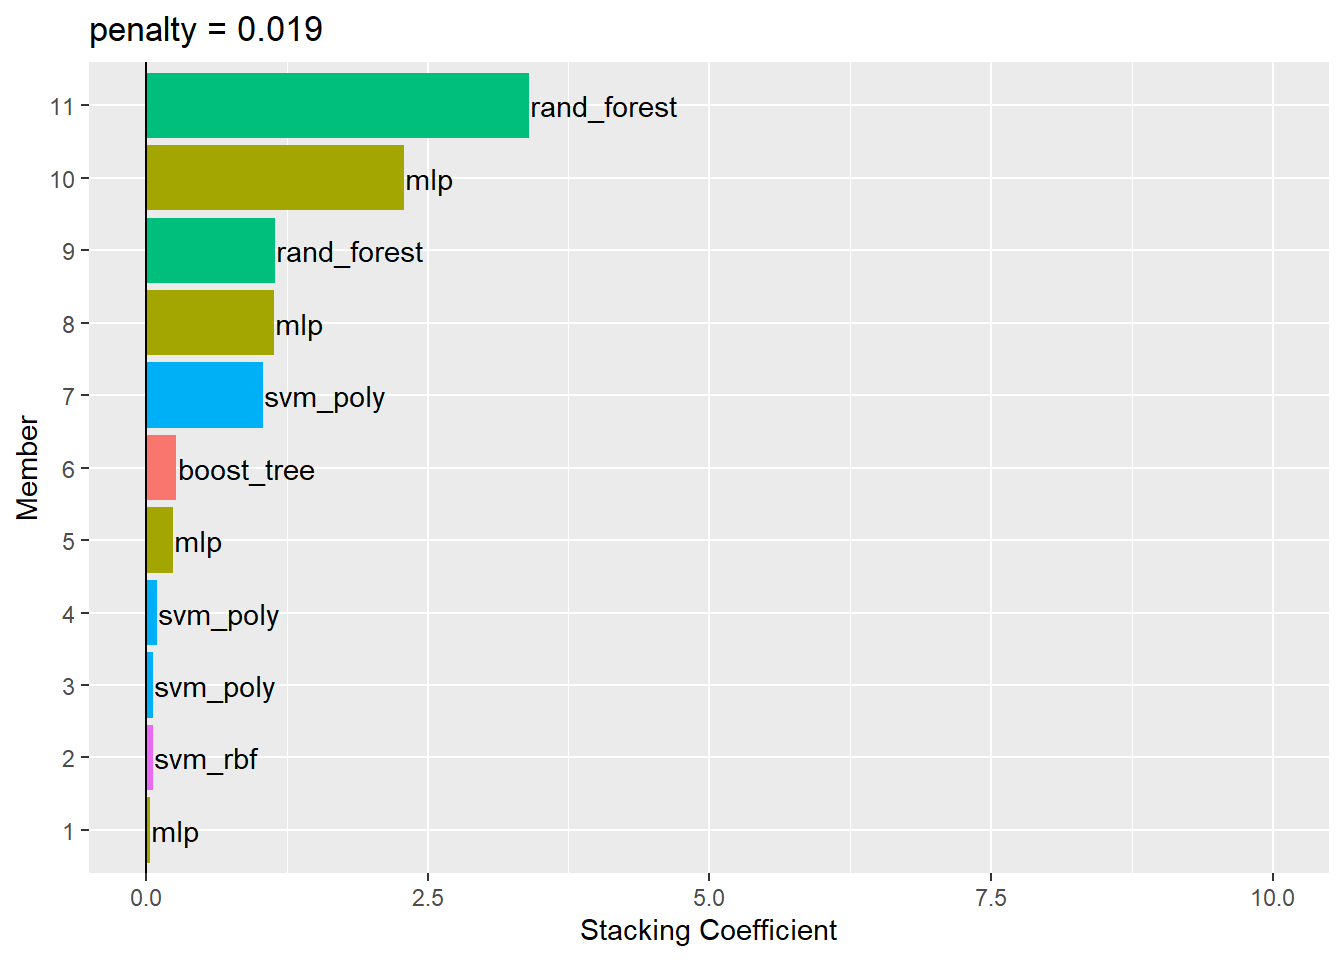 penalty = 0.019
11 rand_forest
10 mlp
9 rand_forest
8 mlp
7 svm_poly
6 boost_tree
5 mlp
4 svm_poly
3 svm_poly
2 svm_rbf
1 mlp
Member
0.0 2.5 5.0 7.5 10.0
Stacking Coefficient